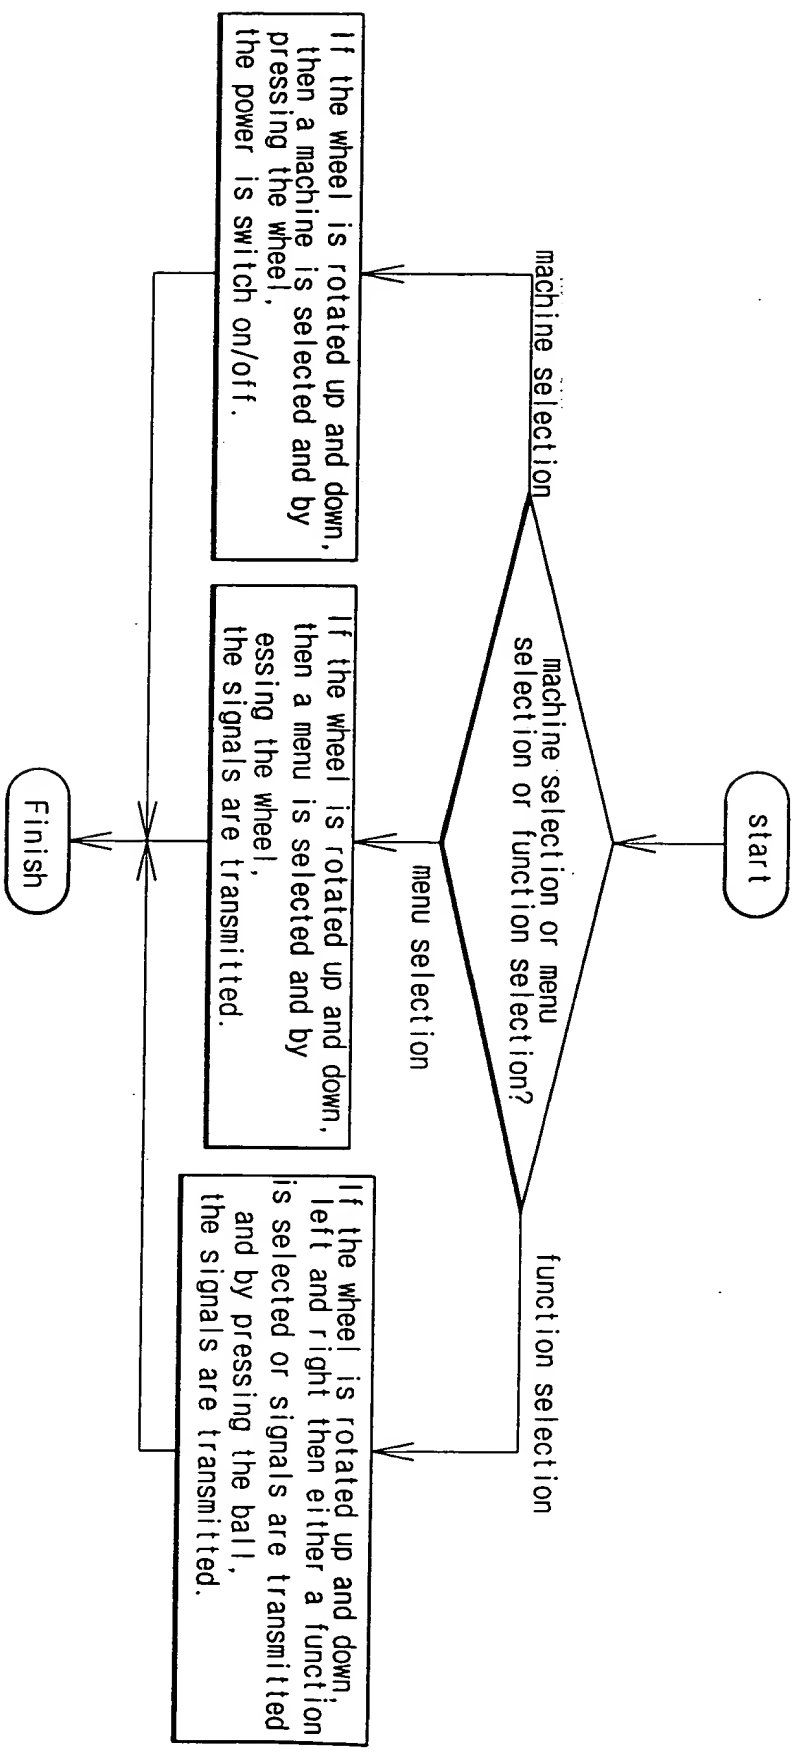 start
machine selection or menu
selection or function selection?
machine selection
menu selection
function selection
If the wheel is rotated up and down,
then a machine is selected and by
pressing the wheel,
the power is switch on/off.
If the wheel is rotated up and down,
then a menu is selected and by
essing the wheel,
the signals are transmitted.
If the wheel is rotated up and down,
left and right then either a function
is selected or signals are transmitted
and by pressing the ball,
the signals are transmitted.
Finish